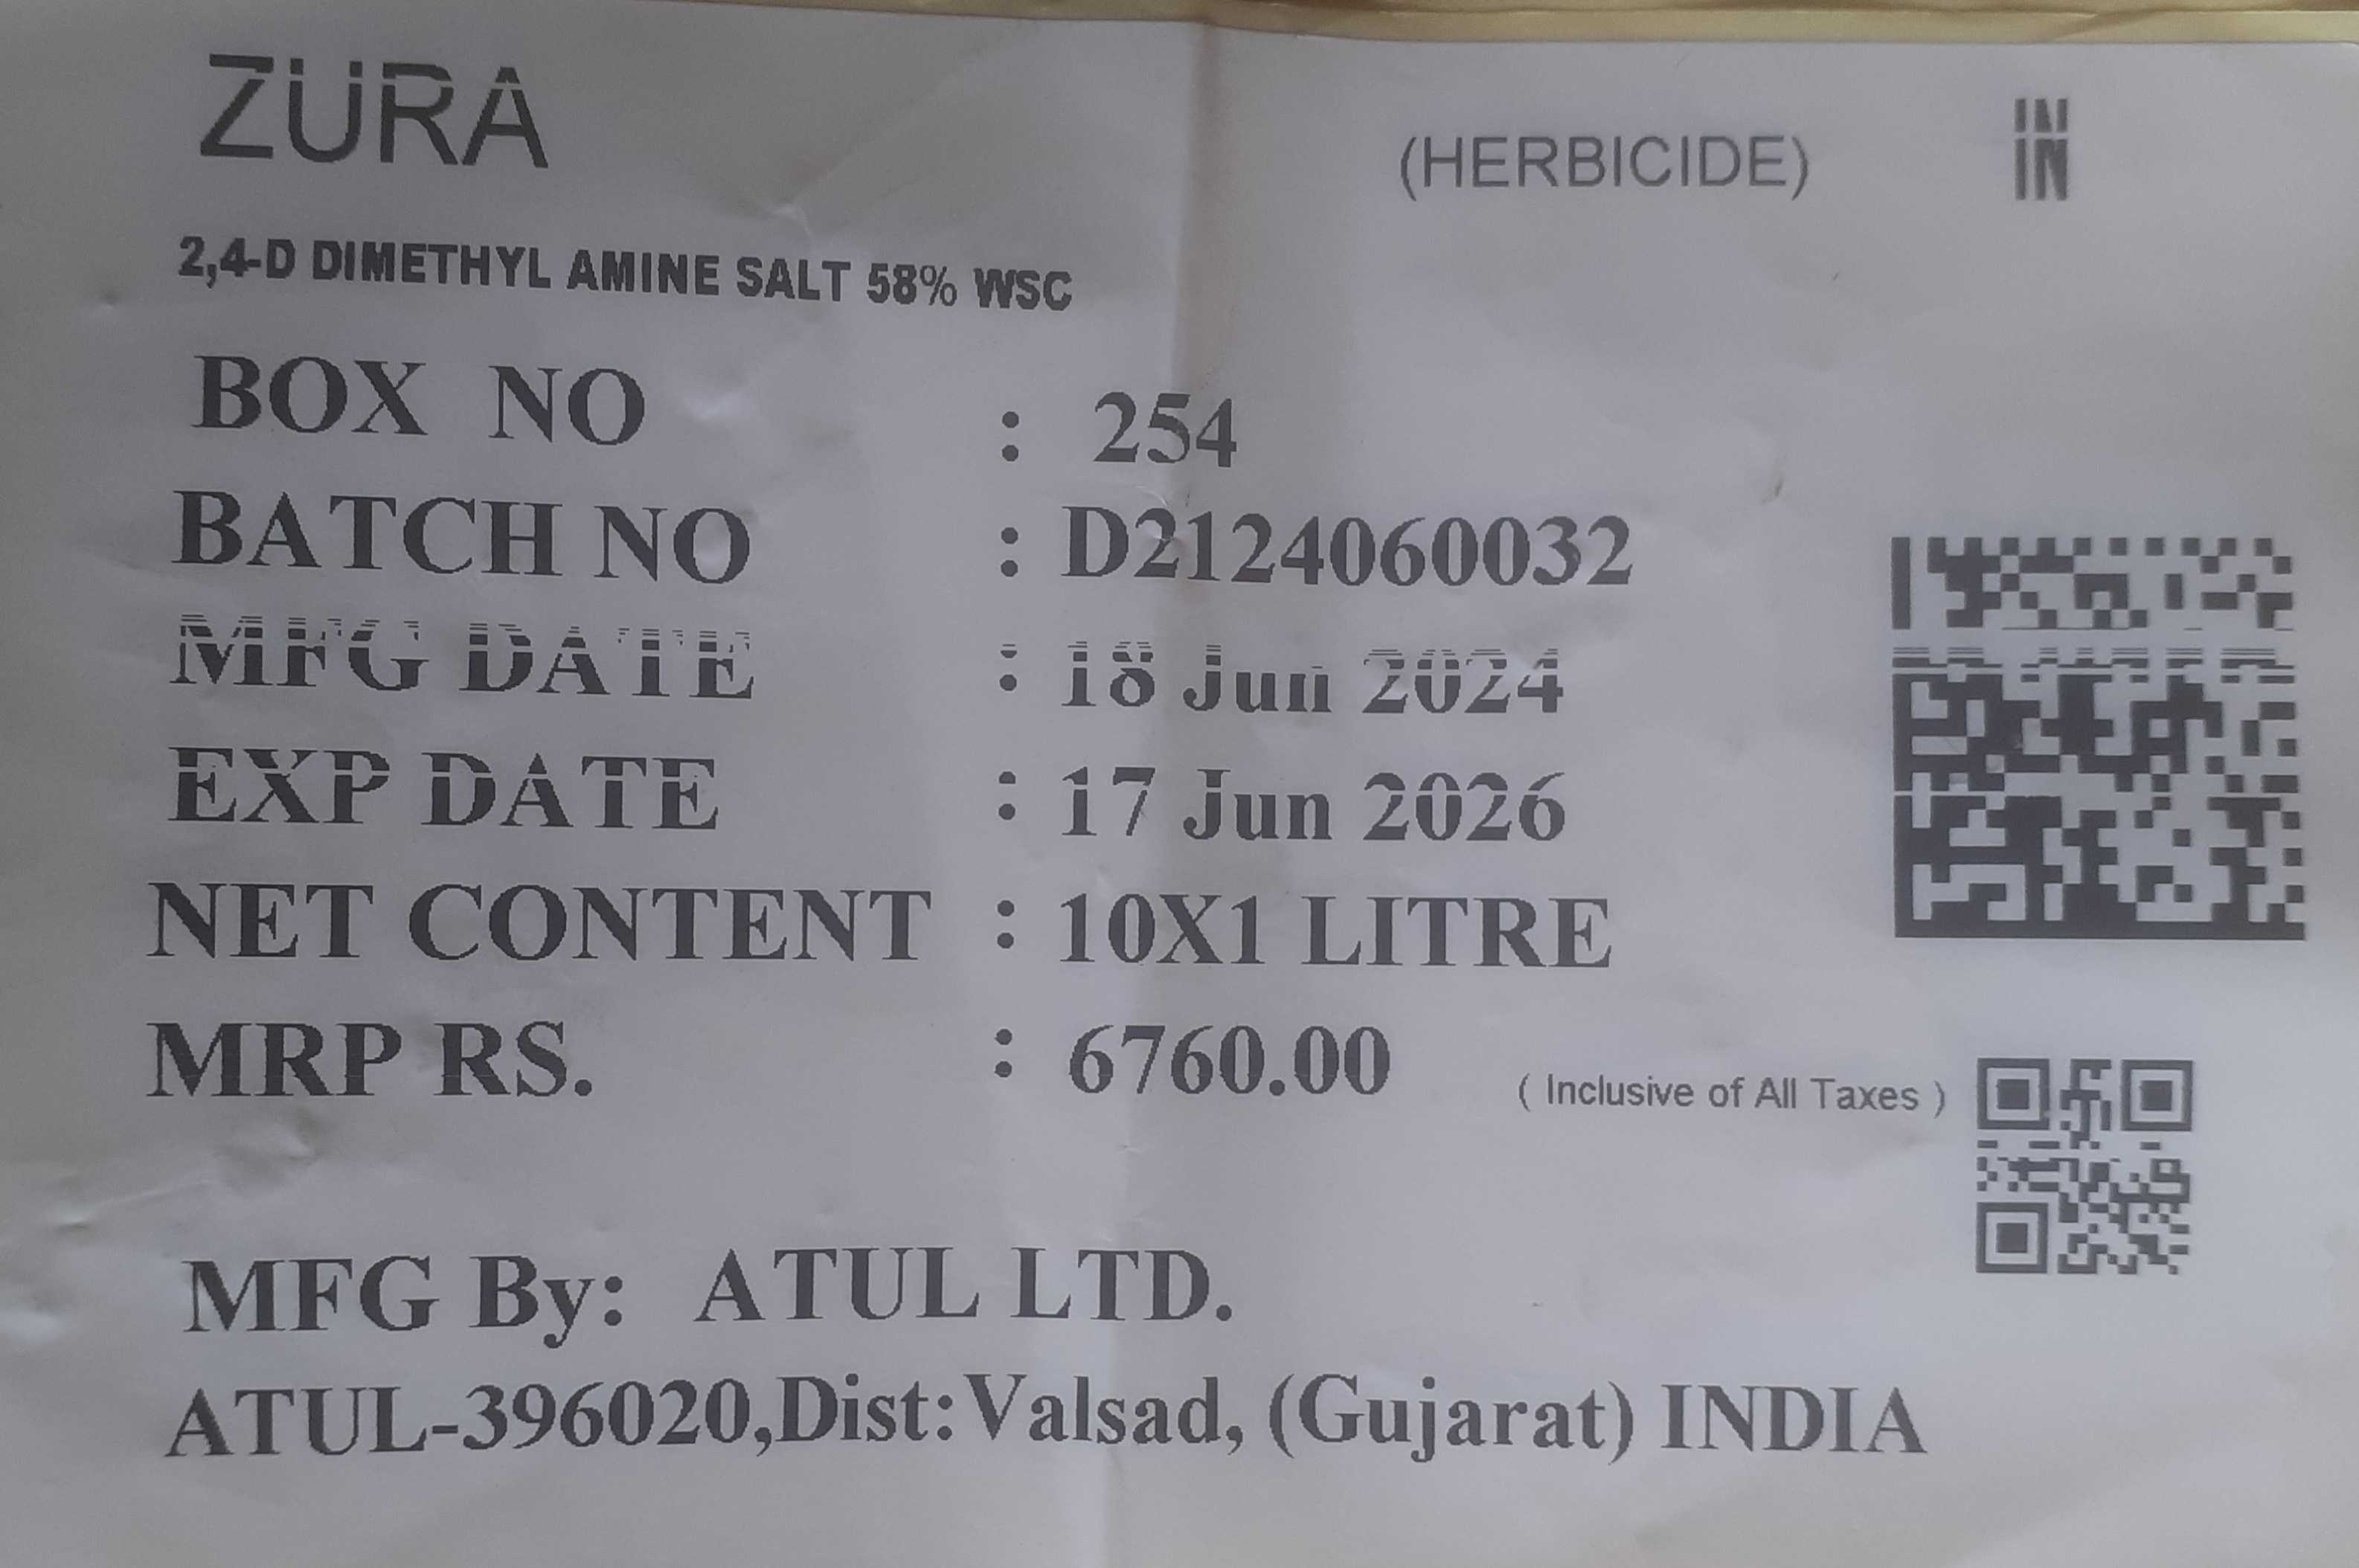 ZURA
(HERBICIDE)
IN
2,4-D DIMETHYL AMINE SALT 58% WSC
BOX NO : 254
BATCH NO : D2124060032
MFG DATE : 18 Jun 2024
EXP DATE : 17 Jun 2026
NET CONTENT : 10X1 LITRE
MRP RS. : 6760.00 ( Inclusive of All Taxes )
MFG By: ATUL LTD.
ATUL-396020,Dist:Valsad, (Gujarat) INDIA